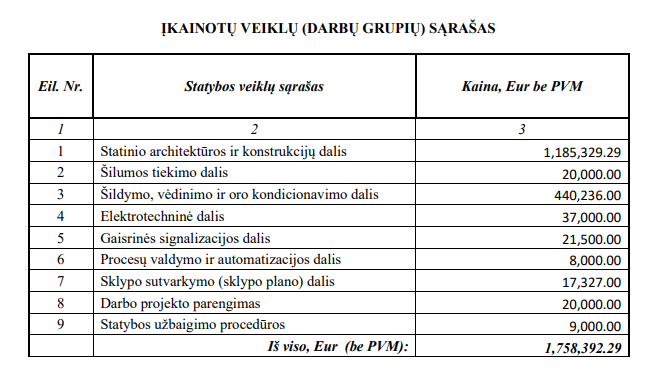 ĮKAINOTŲ VEIKLŲ (DARBŲ GRUPIŲ) SĄRAŠAS
Eil. Nr. Statybos veiklų sąrašas Kaina, Eur be PVM
1 2 3
1 Statinio architektūros ir konstrukcijų dalis 1,185,329.29
2 Šilumos tiekimo dalis 20,000.00
3 Šildymo, vėdinimo ir oro kondicionavimo dalis 440,236.00
4 Elektrotechninė dalis 37,000.00
5 Gaisrinės signalizacijos dalis 21,500.00
6 Procesų valdymo ir automatizacijos dalis 8,000.00
7 Sklypo sutvarkymo (sklypo plano) dalis 17,327.00
8 Darbo projekto parengimas 20,000.00
9 Statybos užbaigimo procedūros 9,000.00
Iš viso, Eur (be PVM): 1,758,392.29